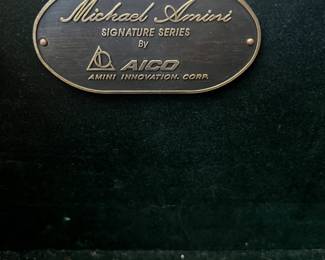 Michael Amini
SIGNATURE SERIES
By
AICO
AMINI INNOVATION. CORP.